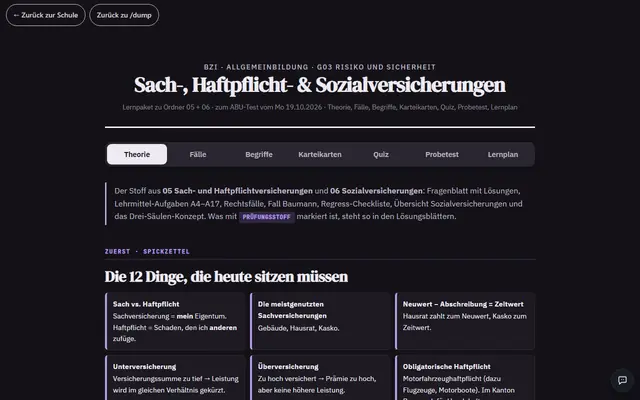 ← Zurück zur Schule
Zurück zu /dump
BZI · ALLGEMEINBILDUNG · G03 RISIKO UND SICHERHEIT
Sach-, Haftpflicht- & Sozialversicherungen
Lernpaket zu Ordner 05 + 06 · zum ABU-Test vom Mo 19.10.2026 · Theorie, Fälle, Begriffe, Karteikarten, Quiz, Probetest, Lernplan
Theorie
Fälle
Begriffe
Karteikarten
Quiz
Probetest
Lernplan
Der Stoff aus 05 Sach- und Haftpflichtversicherungen und 06 Sozialversicherungen: Fragenblatt mit Lösungen,
Lehrmittel-Aufgaben A4–A17, Rechtsfälle, Fall Baumann, Regress-Checkliste, Übersicht Sozialversicherungen und
das Drei-Säulen-Konzept. Was mit PRÜFUNGSSTOFF markiert ist, steht so in den Lösungsblättern.
ZUERST · SPICKZETTEL
Die 12 Dinge, die heute sitzen müssen
Sach vs. Haftpflicht
Sachversicherung = mein Eigentum.
Haftpflicht = Schaden, den ich anderen
zufüge.
Die meistgenutzten
Sachversicherungen
Gebäude, Hausrat, Kasko.
Neuwert − Abschreibung = Zeitwert
Hausrat zahlt zum Neuwert, Kasko zum
Zeitwert.
Unterversicherung
Versicherungssumme zu tief → Leistung
wird im gleichen Verhältnis gekürzt.
Überversicherung
Zu hoch versichert → Prämie zu hoch,
aber keine höhere Leistung.
Obligatorische Haftpflicht
Motorfahrzeughaftpflicht (dazu
Flugzeuge, Motorboote). Im Kanton